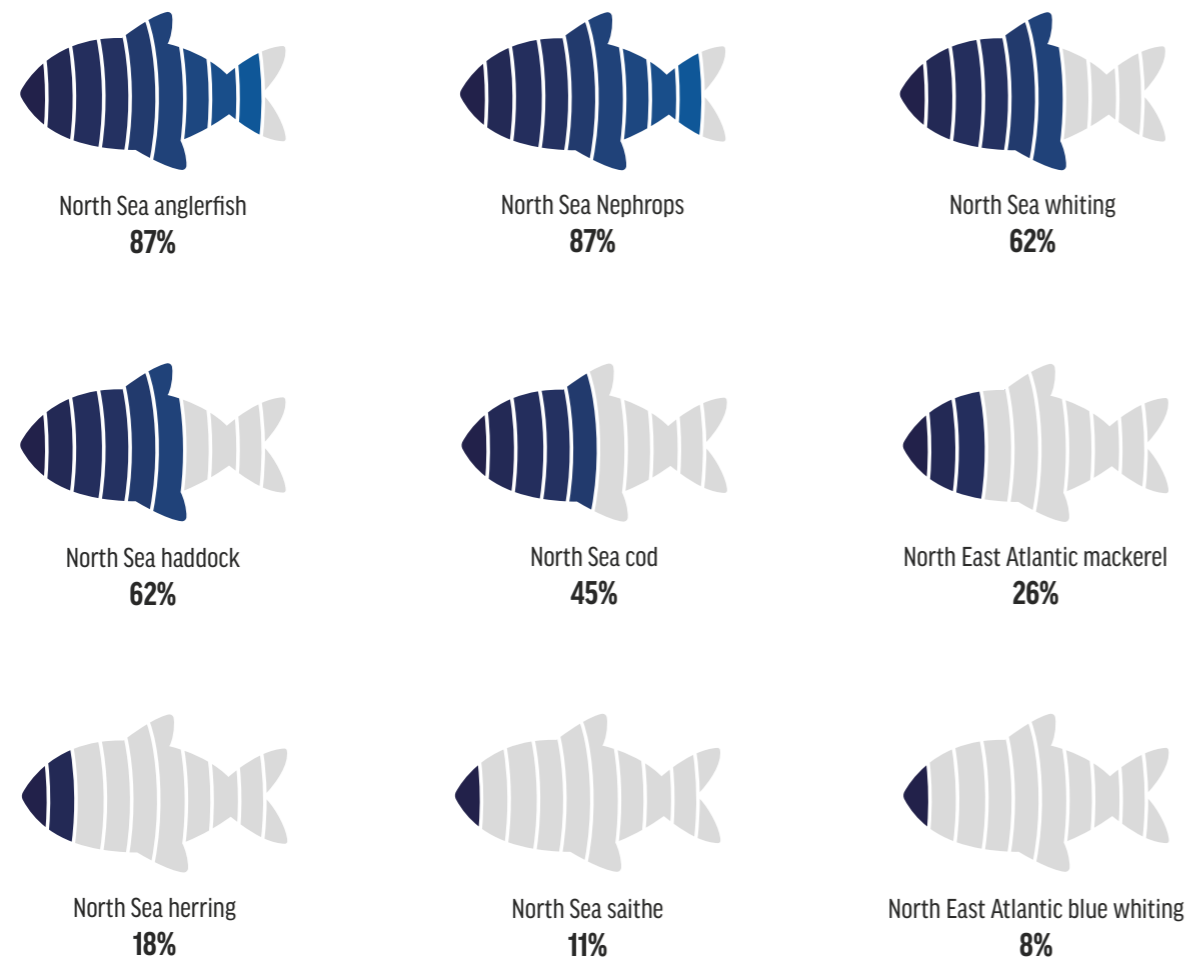 North Sea anglerfish
87%
North Sea Nephrops
87%
North Sea whiting
62%
North Sea haddock
62%
North Sea cod
45%
North East Atlantic mackerel
26%
North Sea herring
18%
North Sea saithe
11%
North East Atlantic blue whiting
8%